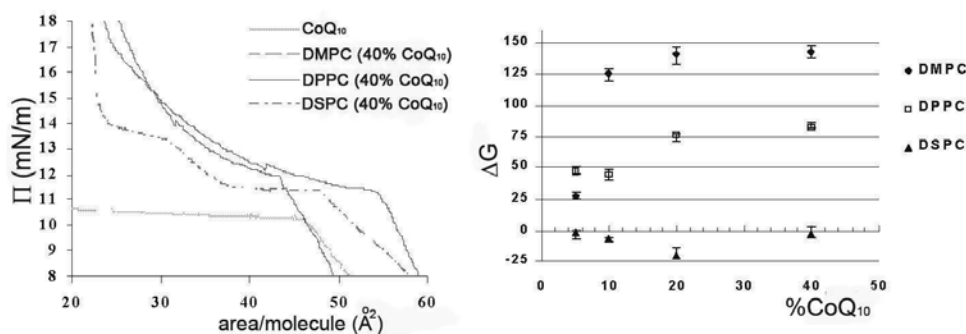 18
17
16
15
14
13
12
11
10
9
8
Π (mN/m)
20 30 40 50 60
area/molecule (Å²)
CoQ₁₀
DMPC (40% CoQ₁₀)
DPPC (40% CoQ₁₀)
DSPC (40% CoQ₁₀)
150
125
100
75
50
25
0
-25
ΔG
0 10 20 30 40 50
%CoQ₁₀
DMPC
DPPC
DSPC